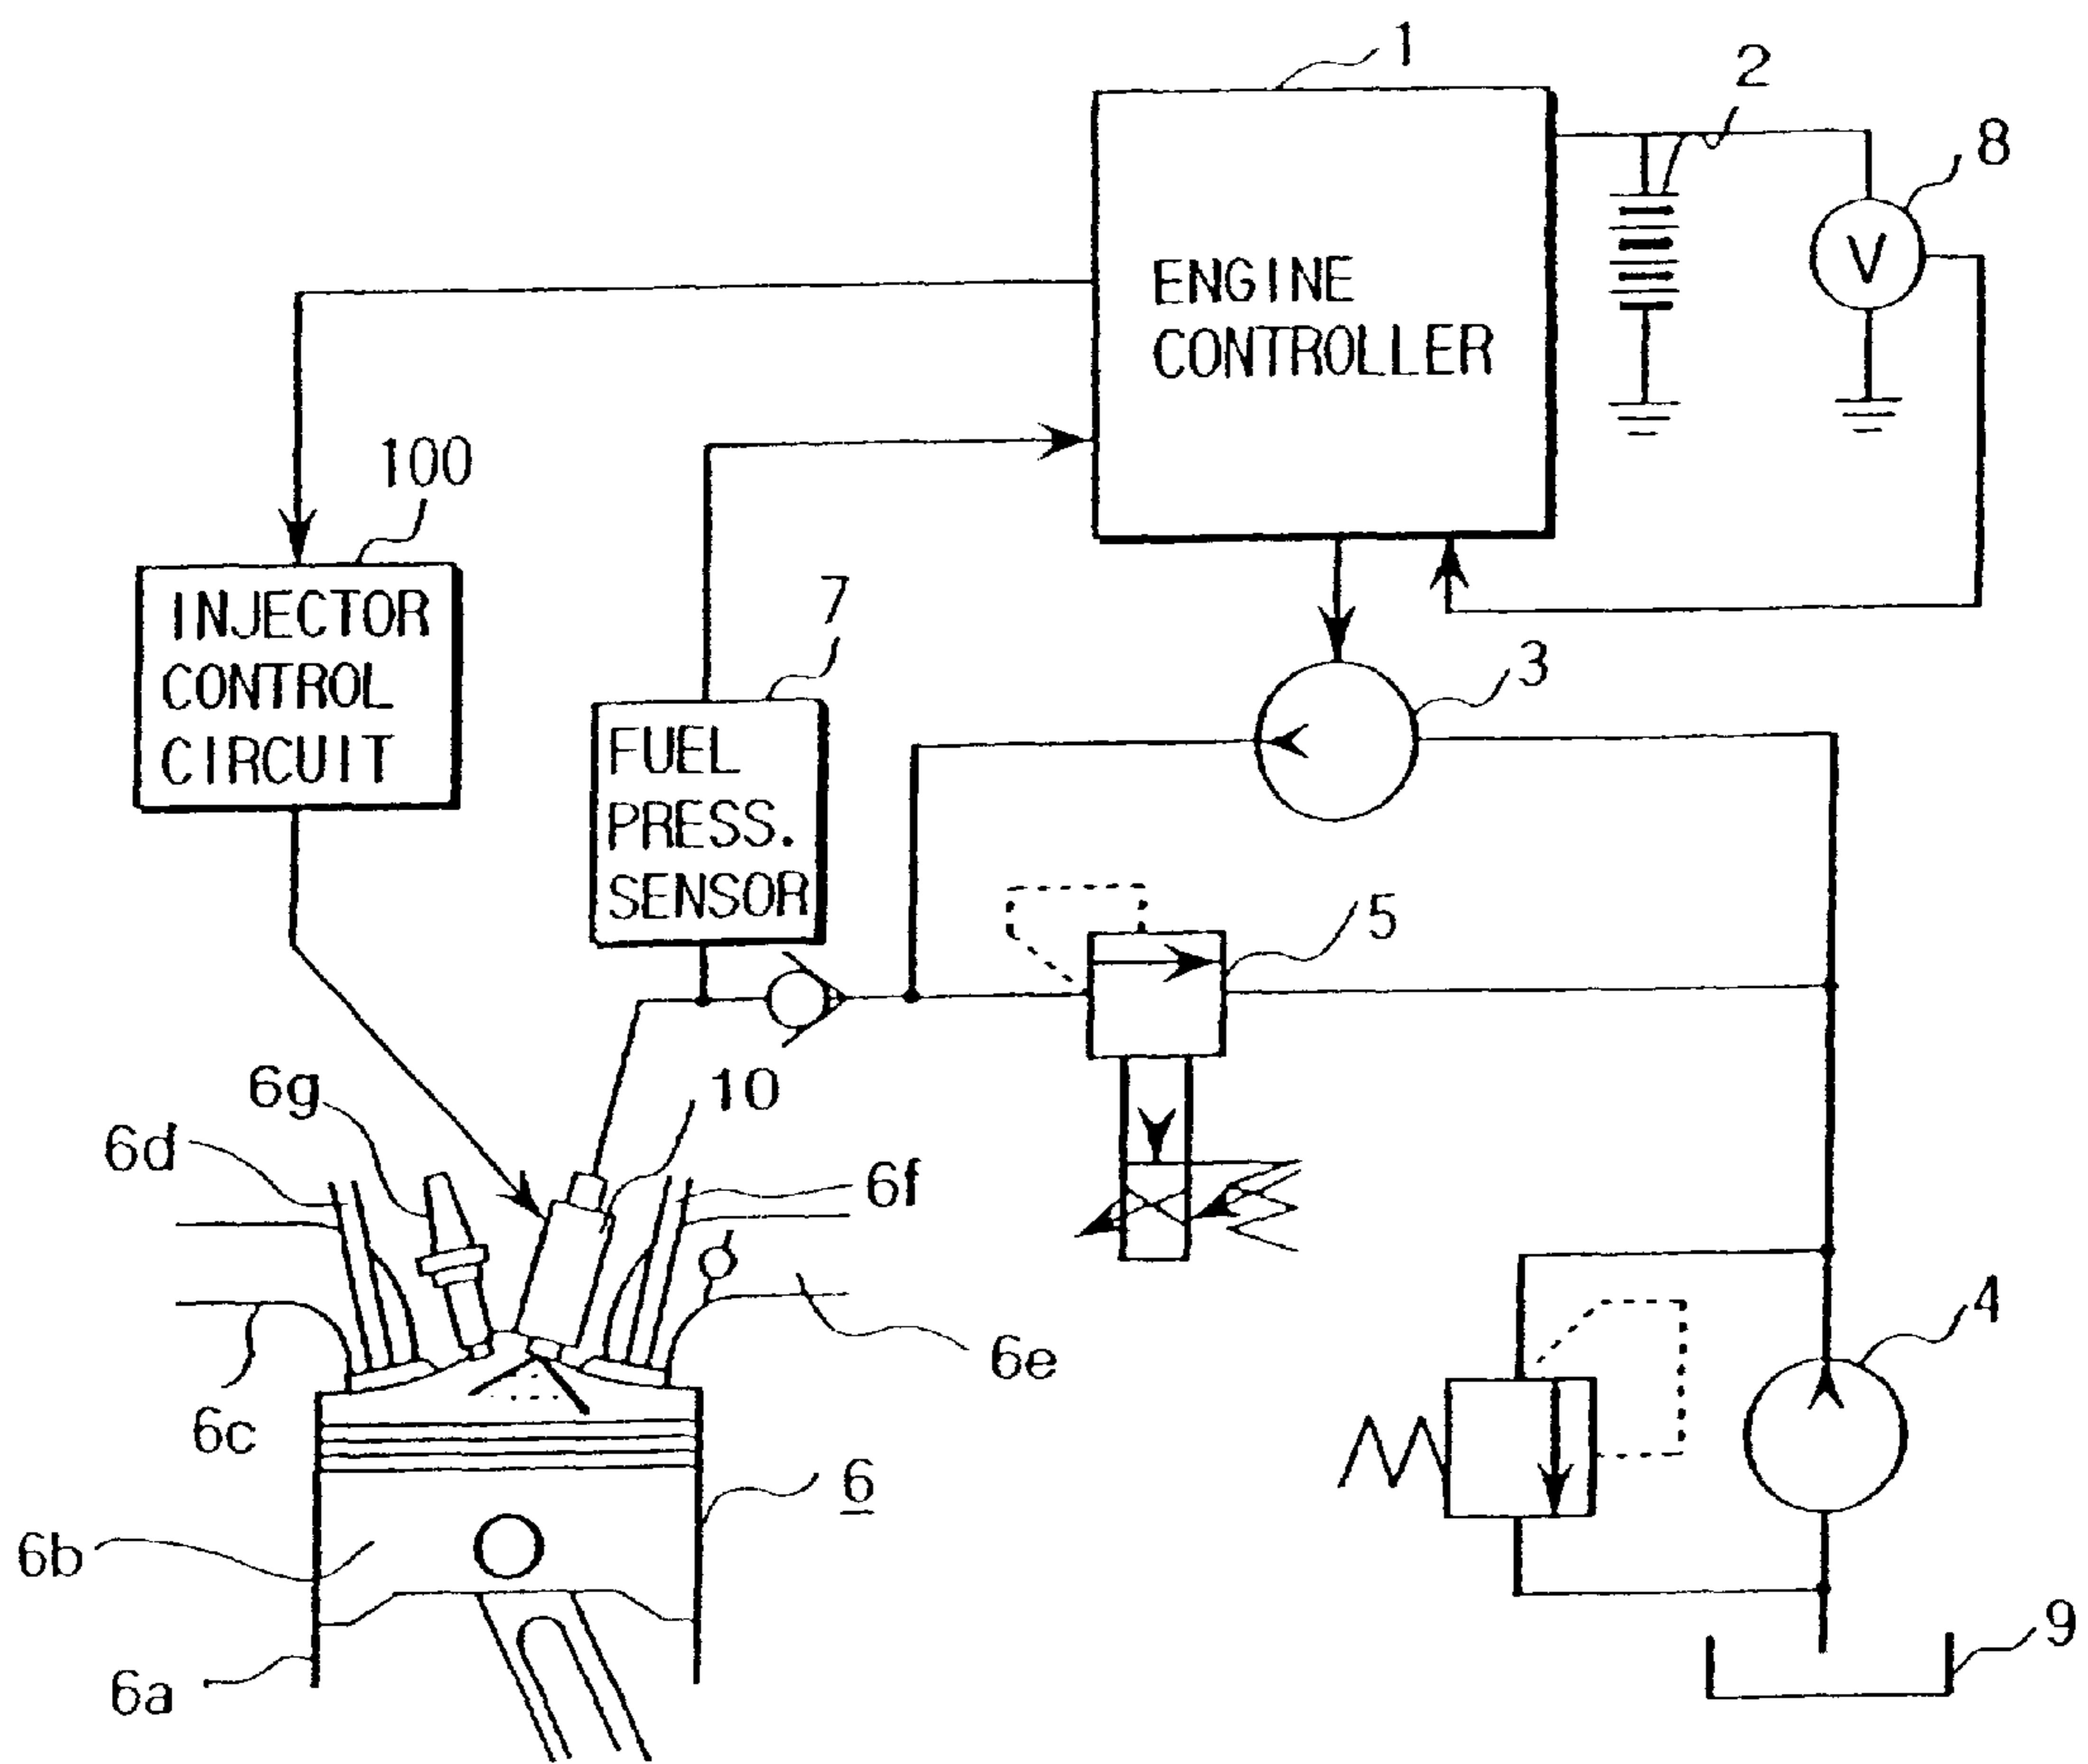 1
2
8
ENGINE
CONTROLLER
V
100
INJECTOR
CONTROL
CIRCUIT
7
FUEL
PRESS.
SENSOR
3
5
6g
10
6d
6f
4
6e
6c
6
6b
9
6a